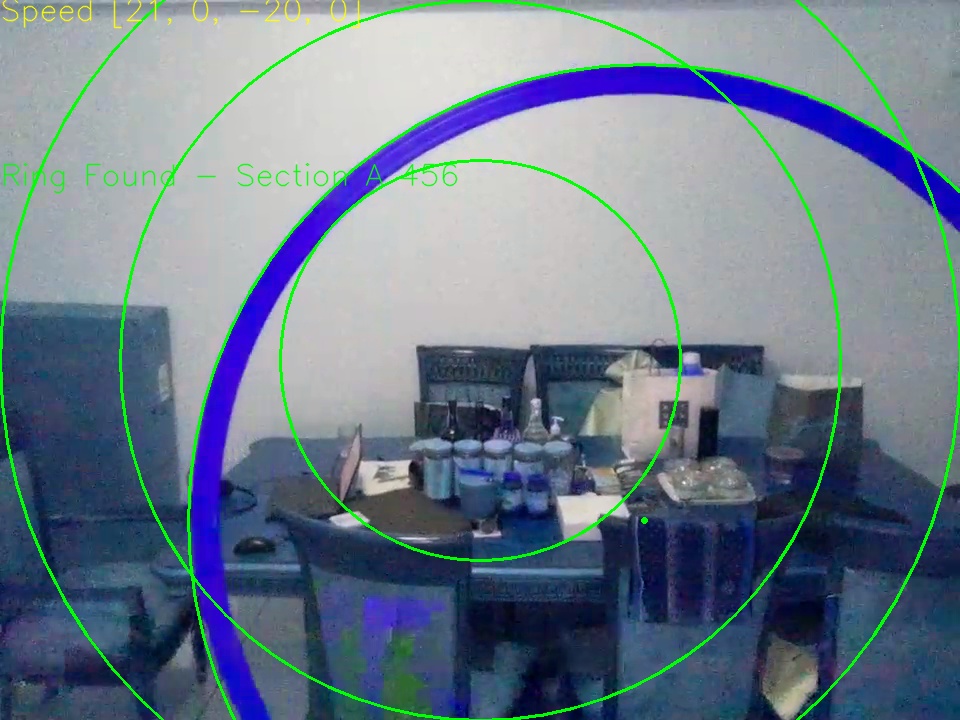 Speed [21, 0, -20, 0]
Ring Found - Section A 456